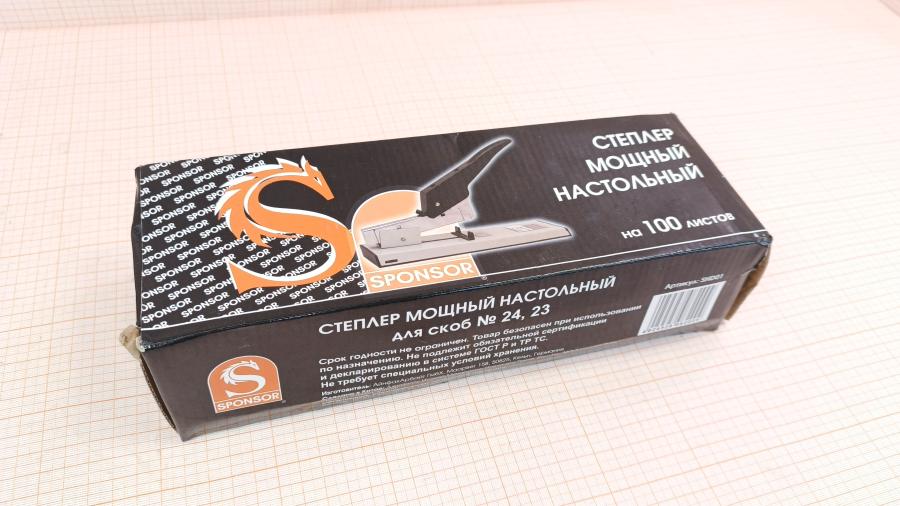 СТЕПЛЕР
МОЩНЫЙ
НАСТОЛЬНЫЙ
на 100 листов
SPONSOR
СТЕПЛЕР МОЩНЫЙ НАСТОЛЬНЫЙ
для скоб № 24, 23
Срок годности не ограничен. Товар безопасен при использовании
по назначению. Не подлежит обязательной сертификации
и декларированию в системе ГОСТ Р и ТР ТС.
Не требует специальных условий хранения.
Изготовитель:
SPONSOR
Артикул: